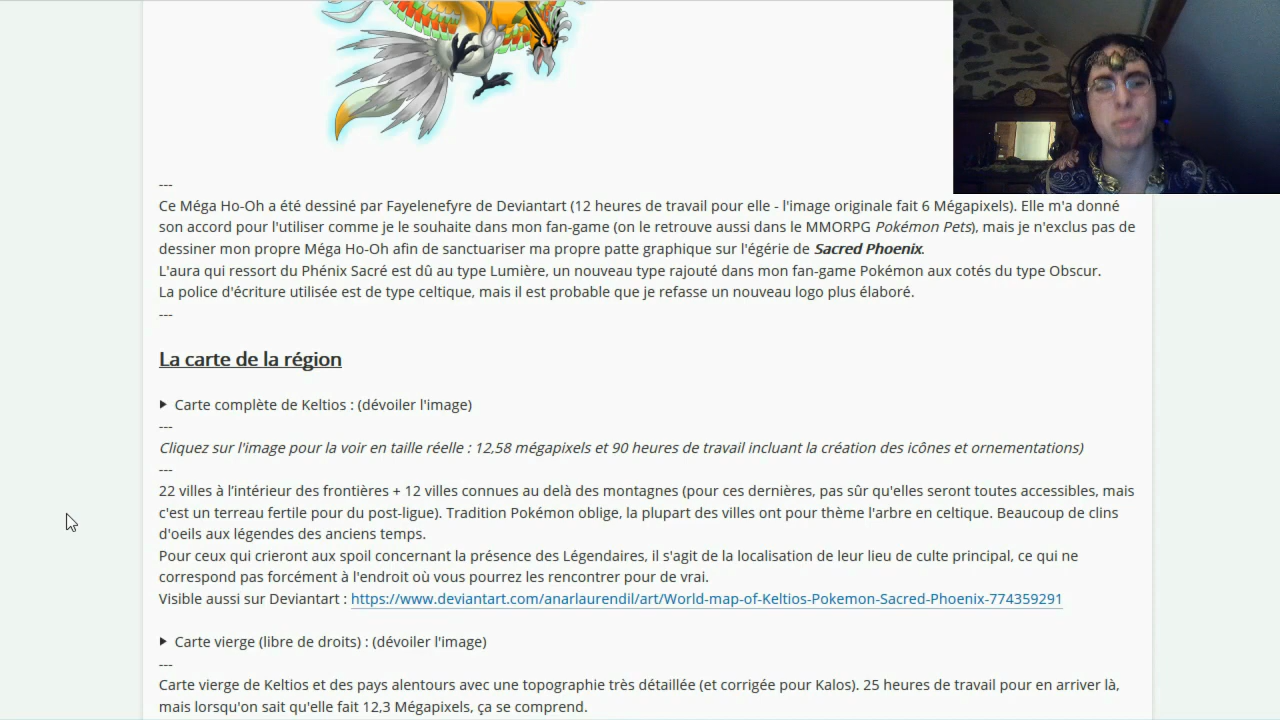 ---
Ce Méga Ho-Oh a été dessiné par Fayelenefyre de Deviantart (12 heures de travail pour elle - l'image originale fait 6 Mégapixels). Elle m'a donné
son accord pour l'utiliser comme je le souhaite dans mon fan-game (on le retrouve aussi dans le MMORPG Pokémon Pets), mais je n'exclus pas de
dessiner mon propre Méga Ho-Oh afin de sanctuariser ma propre patte graphique sur l'égérie de Sacred Phoenix.
L'aura qui ressort du Phénix Sacré est dû au type Lumière, un nouveau type rajouté dans mon fan-game Pokémon aux cotés du type Obscur.
La police d'écriture utilisée est de type celtique, mais il est probable que je refasse un nouveau logo plus élaboré.
---
La carte de la région
Carte complète de Keltios : (dévoiler l'image)
---
Cliquez sur l'image pour la voir en taille réelle : 12,58 mégapixels et 90 heures de travail incluant la création des icônes et ornementations)
---
22 villes à l'intérieur des frontières + 12 villes connues au delà des montagnes (pour ces dernières, pas sûr qu'elles seront toutes accessibles, mais
c'est un terreau fertile pour du post-ligue). Tradition Pokémon oblige, la plupart des villes ont pour thème l'arbre en celtique. Beaucoup de clins
d'oeils aux légendes des anciens temps.
Pour ceux qui crieront aux spoil concernant la présence des Légendaires, il s'agit de la localisation de leur lieu de culte principal, ce qui ne
correspond pas forcément à l'endroit où vous pourrez les rencontrer pour de vrai.
Visible aussi sur Deviantart : https://www.deviantart.com/anarlaurendil/art/World-map-of-Keltios-Pokemon-Sacred-Phoenix-774359291
Carte vierge (libre de droits) : (dévoiler l'image)
---
Carte vierge de Keltios et des pays alentours avec une topographie très détaillée (et corrigée pour Kalos). 25 heures de travail pour en arriver là,
mais lorsqu'on sait qu'elle fait 12,3 Mégapixels, ça se comprend.